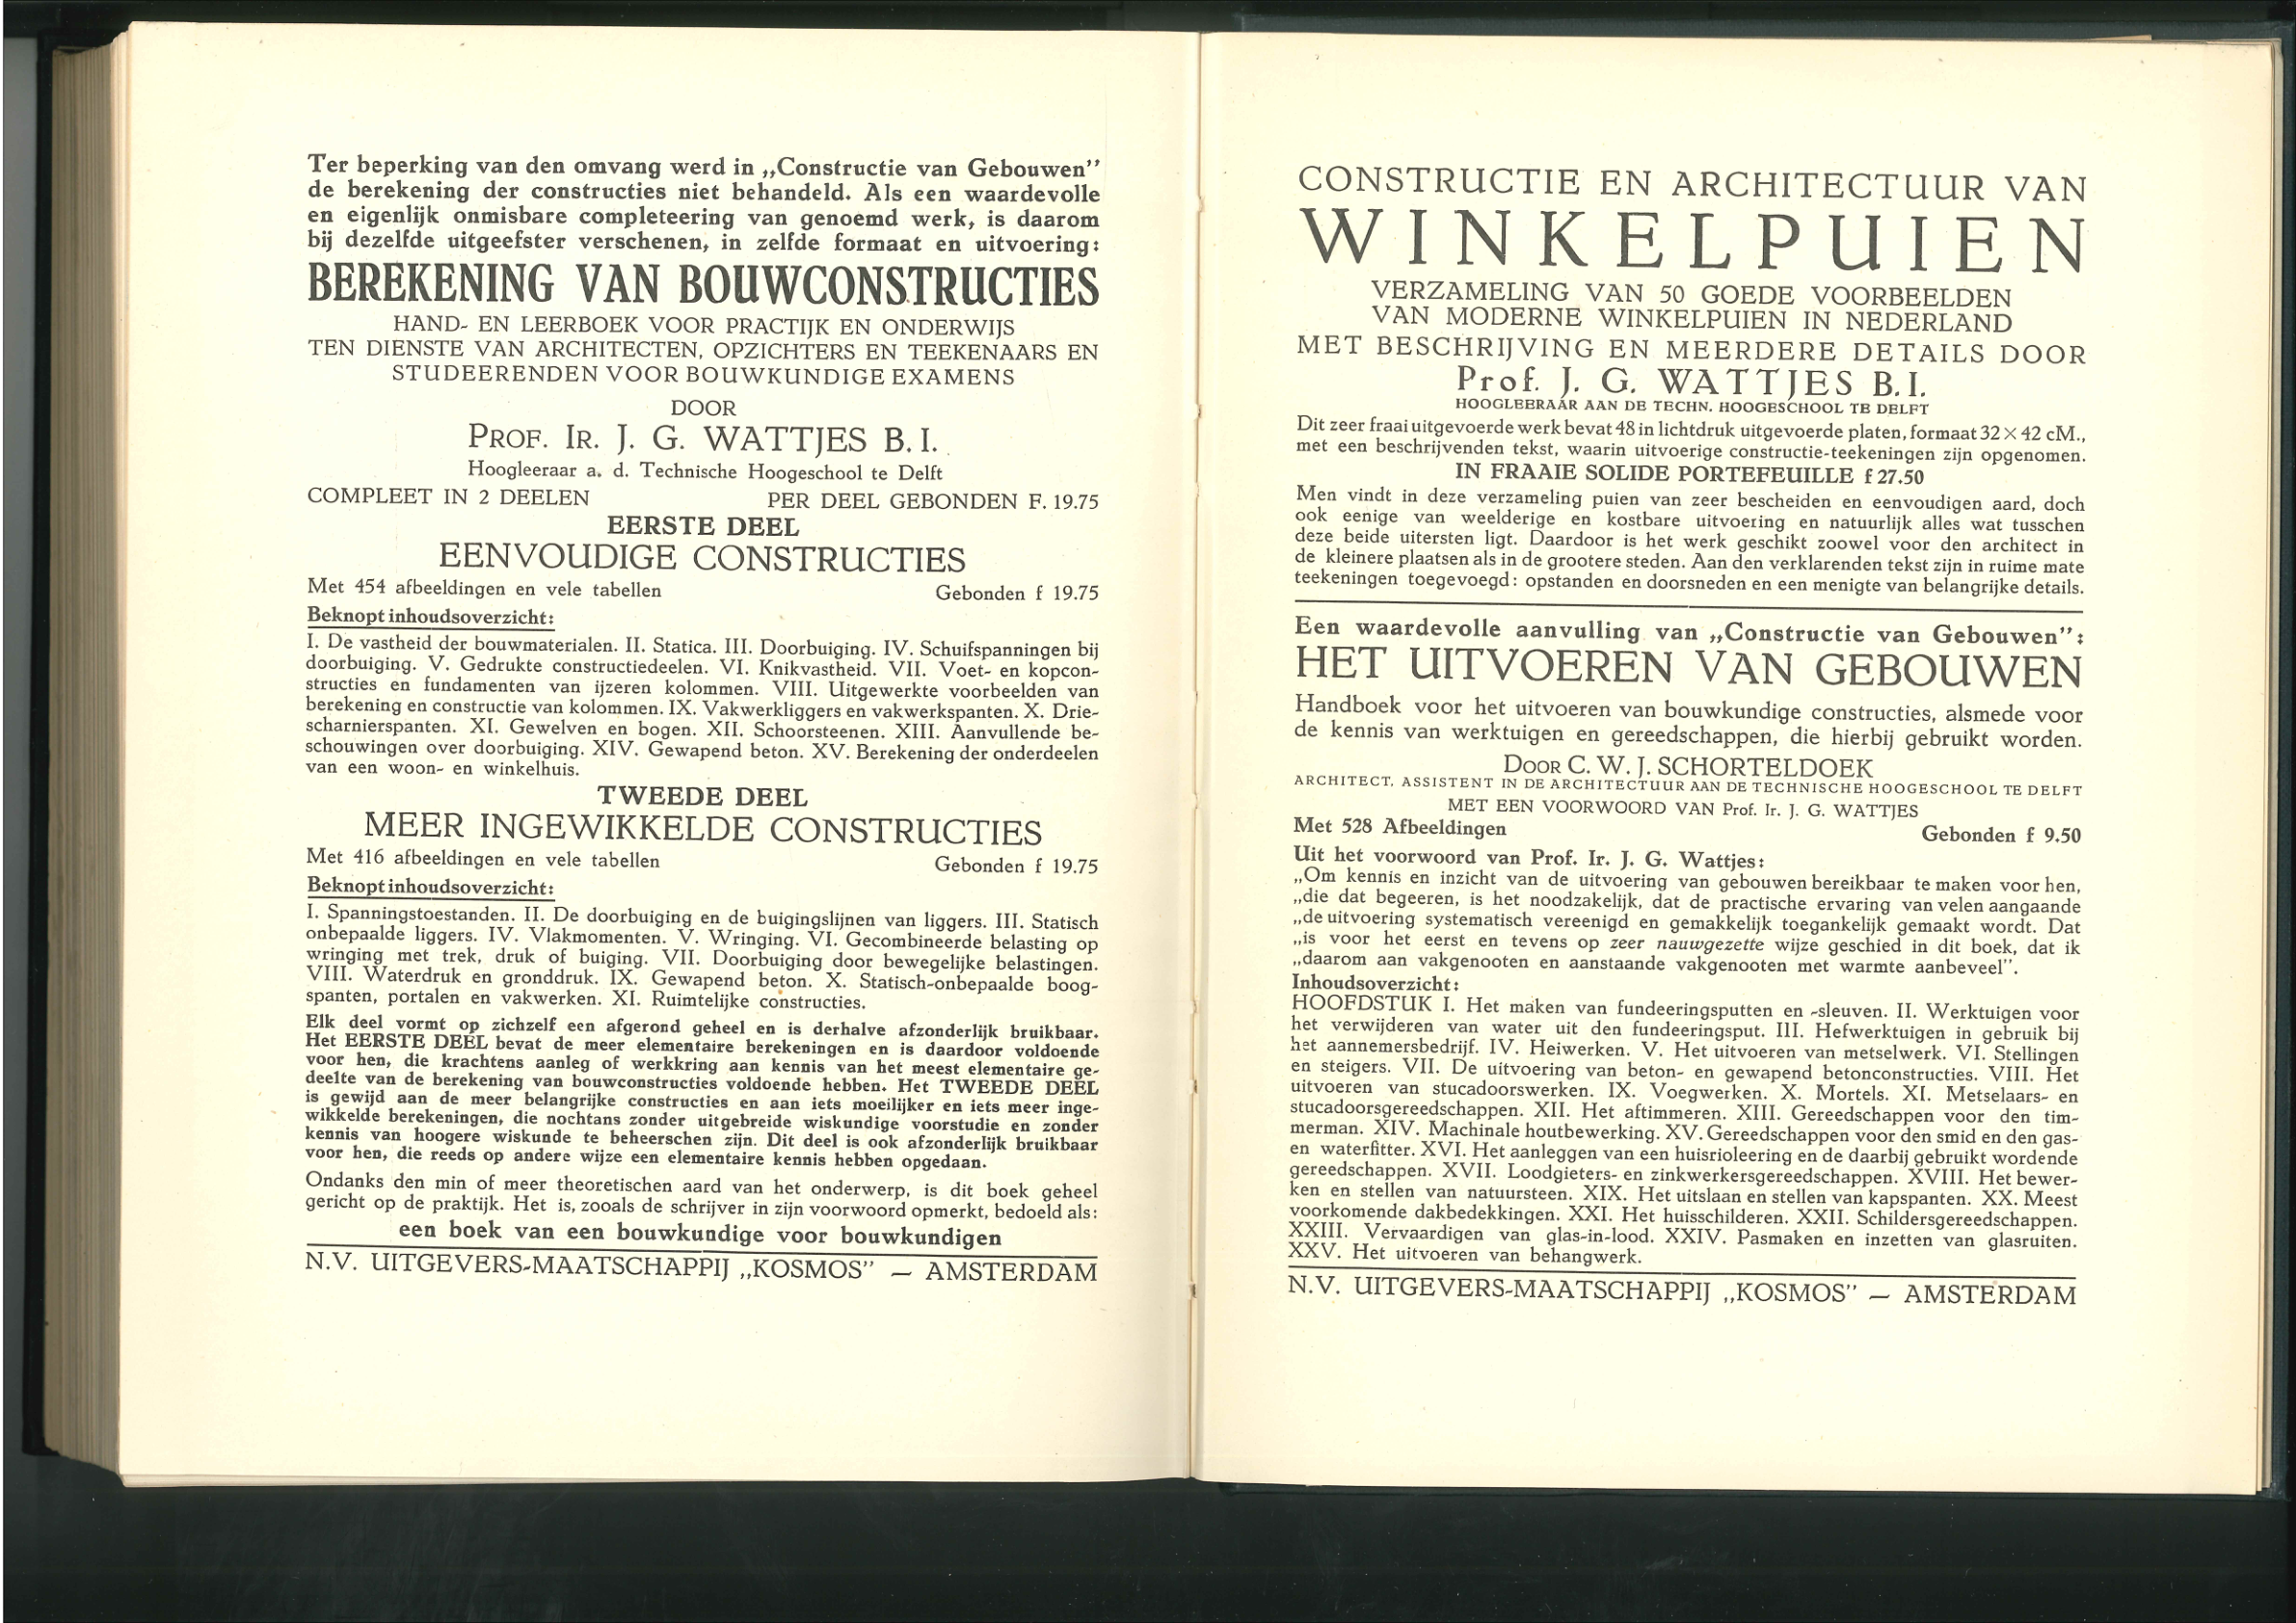 Ter beperking van den omvang werd in „Constructie van Gebouwen”
de berekening der constructies niet behandeld. Als een waardevolle
en eigenlijk onmisbare completeering van genoemd werk, is daarom
bij dezelfde uitgeefster verschenen, in zelfde formaat en uitvoering:
BEREKENING VAN BOUWCONSTRUCTIES
HAND- EN LEERBOEK VOOR PRACTIJK EN ONDERWIJS
TEN DIENSTE VAN ARCHITECTEN, OPZICHTERS EN TEEKENAARS EN
STUDEERENDEN VOOR BOUWKUNDIGE EXAMENS
DOOR
PROF. IR. J. G. WATTJES B. I.
Hoogleeraar a. d. Technische Hoogeschool te Delft
COMPLEET IN 2 DEELEN PER DEEL GEBONDEN F. 19.75
EERSTE DEEL
EENVOUDIGE CONSTRUCTIES
Met 454 afbeeldingen en vele tabellen Gebonden f 19.75
Beknopt inhoudsoverzicht:
I. De vastheid der bouwmaterialen. II. Statica. III. Doorbuiging. IV. Schuifspanningen bij
doorbuiging. V. Gedrukte constructiedeelen. VI. Knikvastheid. VII. Voet- en kopcon-
structies en fundamenten van ijzeren kolommen. VIII. Uitgewerkte voorbeelden van
berekening en constructie van kolommen. IX. Vakwerkliggers en vakwerkspanten. X. Drie-
scharnierspanten. XI. Gewelven en bogen. XII. Schoorsteenen. XIII. Aanvullende be-
schouwingen over doorbuiging. XIV. Gewapend beton. XV. Berekening der onderdeelen
van een woon- en winkelhuis.
TWEEDE DEEL
MEER INGEWIKKELDE CONSTRUCTIES
Met 416 afbeeldingen en vele tabellen Gebonden f 19.75
Beknopt inhoudsoverzicht:
I. Spanningstoestanden. II. De doorbuiging en de buigingslijnen van liggers. III. Statisch
onbepaalde liggers. IV. Vlakmomenten. V. Wringing. VI. Gecombineerde belasting op
wringing met trek, druk of buiging. VII. Doorbuiging door bewegelijke belastingen.
VIII. Waterdruk en gronddruk. IX. Gewapend beton. X. Statisch-onbepaalde boog-
spanten, portalen en vakwerken. XI. Ruimtelijke constructies.
Elk deel vormt op zichzelf een afgerond geheel en is derhalve afzonderlijk bruikbaar.
Het EERSTE DEEL bevat de meer elementaire berekeningen en is daardoor voldoende
voor hen, die krachtens aanleg of werkkring aan kennis van het meest elementaire ge-
deelte van de berekening van bouwconstructies voldoende hebben. Het TWEEDE DEEL
is gewijd aan de meer belangrijke constructies en aan iets moeilijker en iets meer inge-
wikkelde berekeningen, die nochtans zonder uitgebreide wiskundige voorstudie en zonder
kennis van hoogere wiskunde te beheerschen zijn. Dit deel is ook afzonderlijk bruikbaar
voor hen, die reeds op andere wijze een elementaire kennis hebben opgedaan.
Ondanks den min of meer theoretischen aard van het onderwerp, is dit boek geheel
gericht op de praktijk. Het is, zooals de schrijver in zijn voorwoord opmerkt, bedoeld als:
een boek van een bouwkundige voor bouwkundigen
N.V. UITGEVERS-MAATSCHAPPIJ „KOSMOS” — AMSTERDAM
CONSTRUCTIE EN ARCHITECTUUR VAN
WINKELPUIEN
VERZAMELING VAN 50 GOEDE VOORBEELDEN
VAN MODERNE WINKELPUIEN IN NEDERLAND
MET BESCHRIJVING EN MEERDERE DETAILS DOOR
Prof. J. G. WATTJES B. I.
HOOGLEERAAR AAN DE TECHN. HOOGESCHOOL TE DELFT
Dit zeer fraai uitgevoerde werk bevat 48 in lichtdruk uitgevoerde platen, formaat 32 × 42 cM.,
met een beschrijvenden tekst, waarin uitvoerige constructie-teekeningen zijn opgenomen.
IN FRAAIE SOLIDE PORTEFEUILLE f 27.50
Men vindt in deze verzameling puien van zeer bescheiden en eenvoudigen aard, doch
ook eenige van weelderige en kostbare uitvoering en natuurlijk alles wat tusschen
deze beide uitersten ligt. Daardoor is het werk geschikt zoowel voor den architect in
de kleinere plaatsen als in de grootere steden. Aan den verklarenden tekst zijn in ruime mate
teekeningen toegevoegd: opstanden en doorsneden en een menigte van belangrijke details.
Een waardevolle aanvulling van „Constructie van Gebouwen”:
HET UITVOEREN VAN GEBOUWEN
Handboek voor het uitvoeren van bouwkundige constructies, alsmede voor
de kennis van werktuigen en gereedschappen, die hierbij gebruikt worden.
DOOR C. W. J. SCHORTELDOEK
ARCHITECT, ASSISTENT IN DE ARCHITECTUUR AAN DE TECHNISCHE HOOGESCHOOL TE DELFT
MET EEN VOORWOORD VAN Prof. Ir. J. G. WATTJES
Met 528 Afbeeldingen Gebonden f 9.50
Uit het voorwoord van Prof. Ir. J. G. Wattjes:
„Om kennis en inzicht van de uitvoering van gebouwen bereikbaar te maken voor hen,
„die dat begeeren, is het noodzakelijk, dat de practische ervaring van velen aangaande
„de uitvoering systematisch vereenigd en gemakkelijk toegankelijk gemaakt wordt. Dat
„is voor het eerst en tevens op zeer nauwgezette wijze geschied in dit boek, dat ik
„daarom aan vakgenooten en aanstaande vakgenooten met warmte aanbeveel”.
Inhoudsoverzicht:
HOOFDSTUK I. Het maken van fundeeringsputten en -sleuven. II. Werktuigen voor
het verwijderen van water uit den fundeeringsput. III. Hefwerktuigen in gebruik bij
het aannemersbedrijf. IV. Heiwerken. V. Het uitvoeren van metselwerk. VI. Stellingen
en steigers. VII. De uitvoering van beton- en gewapend betonconstructies. VIII. Het
uitvoeren van stucadoorswerken. IX. Voegwerken. X. Mortels. XI. Metselaars- en
stucadoorsgereedschappen. XII. Het aftimmeren. XIII. Gereedschappen voor den tim-
merman. XIV. Machinale houtbewerking. XV. Gereedschappen voor den smid en den gas-
en waterfitter. XVI. Het aanleggen van een huisrioleering en de daarbij gebruikt wordende
gereedschappen. XVII. Loodgieters- en zinkwerkersgereedschappen. XVIII. Het bewer-
ken en stellen van natuursteen. XIX. Het uitslaan en stellen van kapspanten. XX. Meest
voorkomende dakbedekkingen. XXI. Het huisschilderen. XXII. Schildersgereedschappen.
XXIII. Vervaardigen van glas-in-lood. XXIV. Pasmaken en inzetten van glasruiten.
XXV. Het uitvoeren van behangwerk.
N.V. UITGEVERS-MAATSCHAPPIJ „KOSMOS” — AMSTERDAM